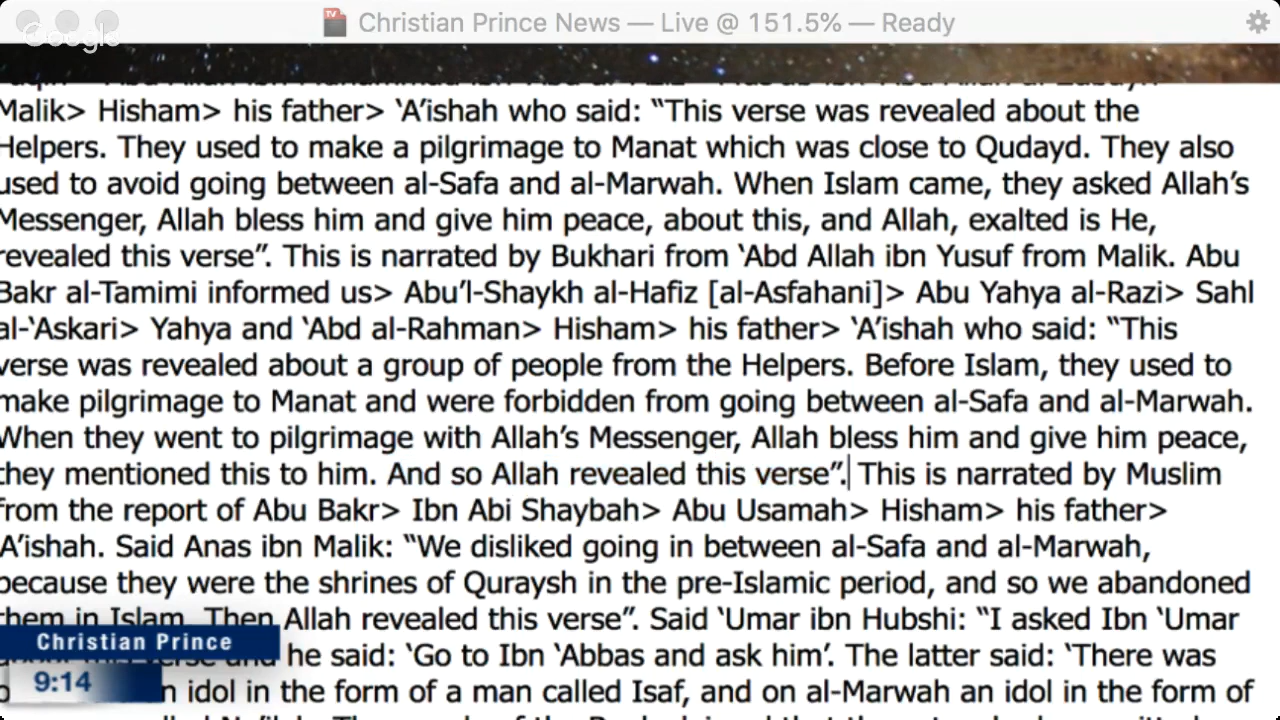 Christian Prince News — Live @ 151.5% — Ready
Google
Malik> Hisham> his father> ‘A’ishah who said: “This verse was revealed about the
Helpers. They used to make a pilgrimage to Manat which was close to Qudayd. They also
used to avoid going between al-Safa and al-Marwah. When Islam came, they asked Allah’s
Messenger, Allah bless him and give him peace, about this, and Allah, exalted is He,
revealed this verse”. This is narrated by Bukhari from ‘Abd Allah ibn Yusuf from Malik. Abu
Bakr al-Tamimi informed us> Abu’l-Shaykh al-Hafiz [al-Asfahani]> Abu Yahya al-Razi> Sahl
al-‘Askari> Yahya and ‘Abd al-Rahman> Hisham> his father> ‘A’ishah who said: “This
verse was revealed about a group of people from the Helpers. Before Islam, they used to
make pilgrimage to Manat and were forbidden from going between al-Safa and al-Marwah.
When they went to pilgrimage with Allah’s Messenger, Allah bless him and give him peace,
they mentioned this to him. And so Allah revealed this verse”. This is narrated by Muslim
from the report of Abu Bakr> Ibn Abi Shaybah> Abu Usamah> Hisham> his father>
A’ishah. Said Anas ibn Malik: “We disliked going in between al-Safa and al-Marwah,
because they were the shrines of Quraysh in the pre-Islamic period, and so we abandoned
them in Islam. Then Allah revealed this verse”. Said ‘Umar ibn Hubshi: “I asked Ibn ‘Umar
he said: ‘Go to Ibn ‘Abbas and ask him’. The latter said: ‘There was
idol in the form of a man called Isaf, and on al-Marwah an idol in the form of
Christian Prince
9:14